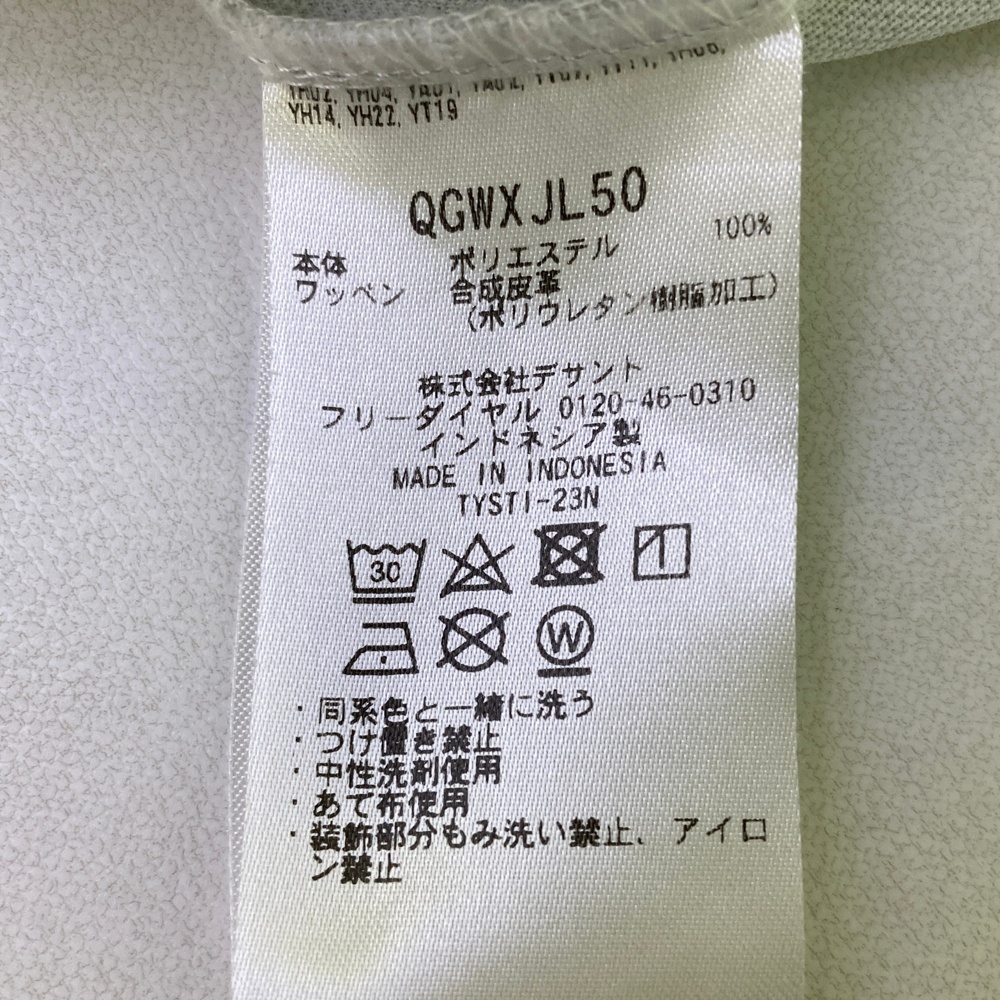 YH14, YH22, YT19
QGWXJL50
本体 ポリエステル 100%
ワッペン 合成皮革
(ポリウレタン樹脂加工)
株式会社デサント
フリーダイヤル 0120-46-0310
インドネシア製
MADE IN INDONESIA
TYSTI-23N
30
W
・同系色と一緒に洗う
・つけ置き禁止
・中性洗剤使用
・あて布使用
・装飾部分もみ洗い禁止、アイロ
ン禁止